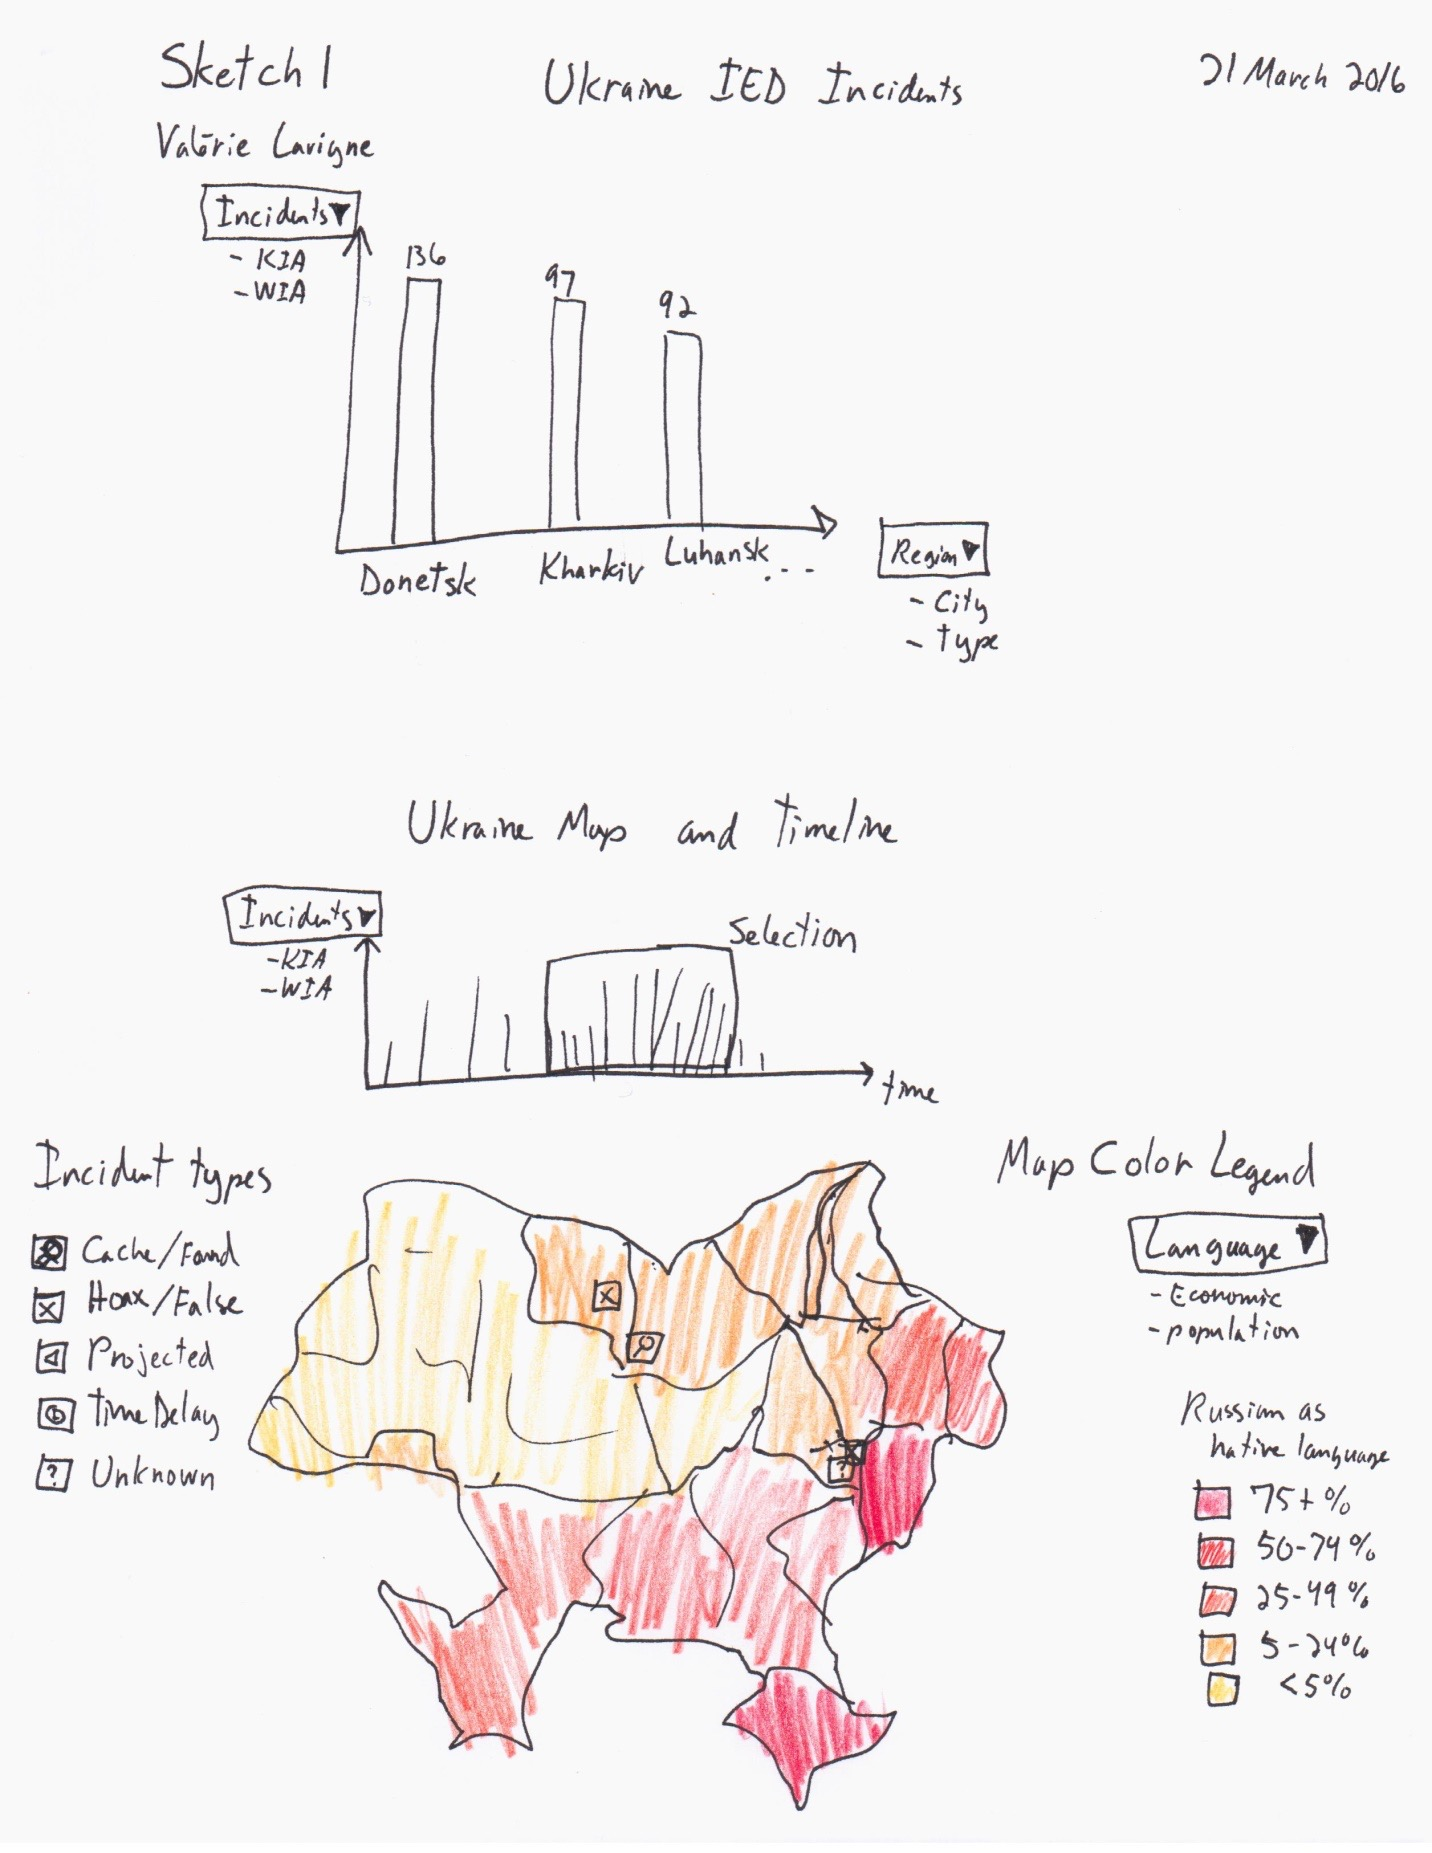 Sketch 1
Ukraine IED Incidents
21 March 2016
Valérie Lavigne
Incidents
- KIA
- WIA
136
97
92
Donetsk
Kharkiv
Luhansk
...
Region
- City
- Type
Ukraine Map and Timeline
Incidents
- KIA
- WIA
Selection
time
Incident types
Cache/Found
Hoax/False
Projected
Time Delay
? Unknown
Map Color Legend
Language
- Economic
- population
Russian as
native language
75+%
50-74%
25-49%
5-24%
<5%
X
?